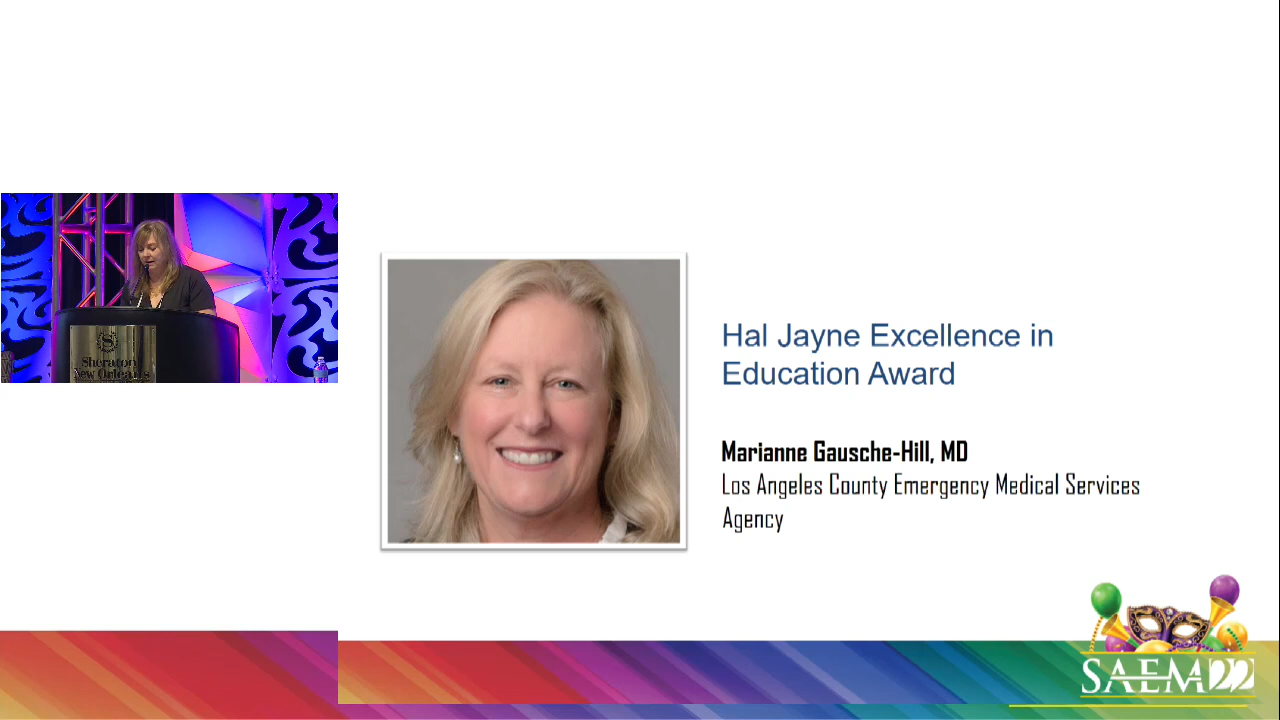 Sheraton
New Orleans
Hal Jayne Excellence in
Education Award
Marianne Gausche-Hill, MD
Los Angeles County Emergency Medical Services
Agency
SAEM22